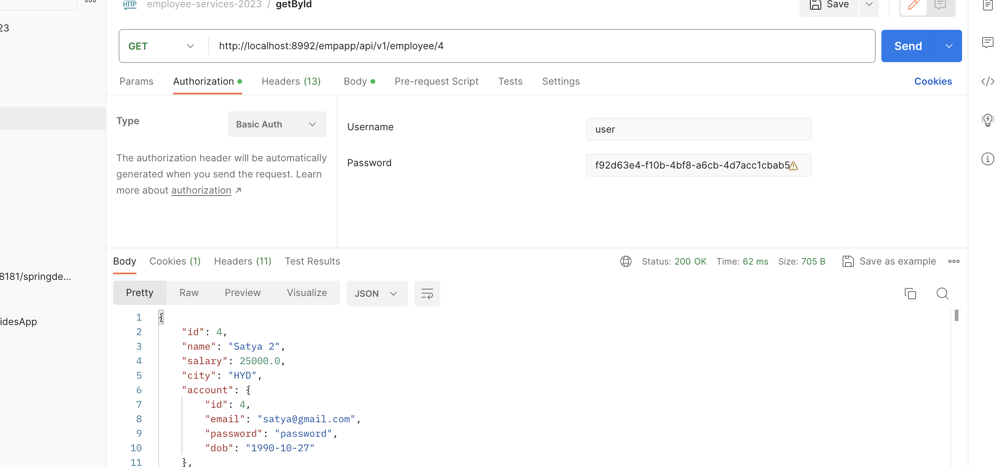 HTTP employee-services-2023 / getById Save
23
GET http://localhost:8992/empapp/api/v1/employee/4 Send
Params Authorization Headers (13) Body Pre-request Script Tests Settings Cookies
Type Basic Auth
The authorization header will be automatically
generated when you send the request. Learn
more about authorization ↗
Username user
Password f92d63e4-f10b-4bf8-a6cb-4d7acc1cbab5
Body Cookies (1) Headers (11) Test Results Status: 200 OK Time: 62 ms Size: 705 B Save as example
8181/springde...
Pretty Raw Preview Visualize JSON
idesApp
1 {
2 "id": 4,
3 "name": "Satya 2",
4 "salary": 25000.0,
5 "city": "HYD",
6 "account": {
7 "id": 4,
8 "email": "satya@gmail.com",
9 "password": "password",
10 "dob": "1990-10-27"
11 },